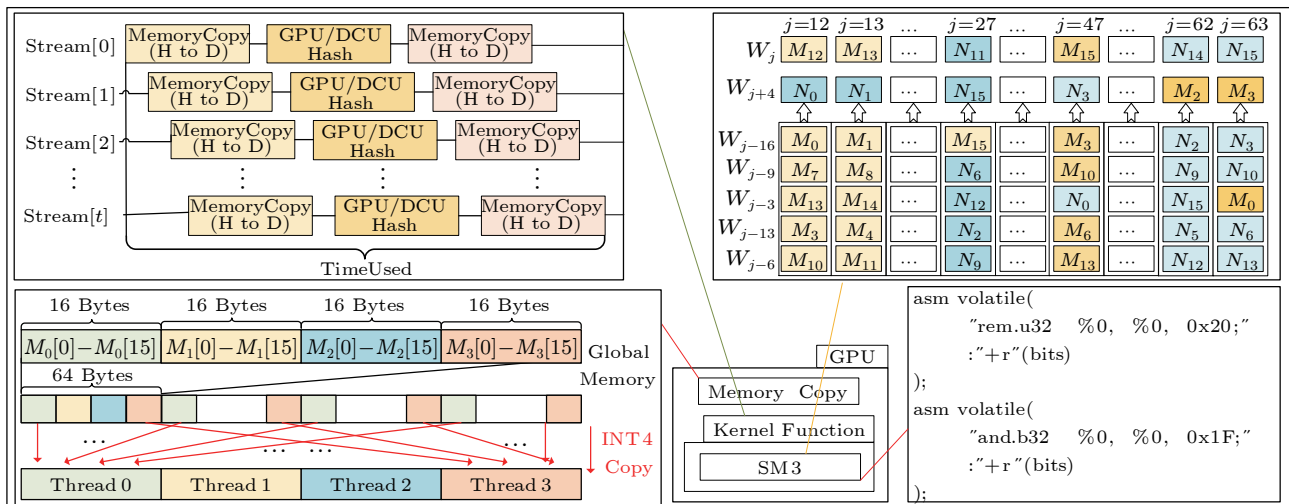 Stream[0]
MemoryCopy
(H to D)
GPU/DCU
Hash
MemoryCopy
(H to D)
Stream[1]
MemoryCopy
(H to D)
GPU/DCU
Hash
MemoryCopy
(H to D)
Stream[2]
MemoryCopy
(H to D)
GPU/DCU
Hash
MemoryCopy
(H to D)
⋮ ⋮ ⋮
Stream[t]
MemoryCopy
(H to D)
GPU/DCU
Hash
MemoryCopy
(H to D)
TimeUsed
j=12 j=13 ... j=27 ... j=47 ... j=62 j=63
W_j M_12 M_13 ... N_11 ... M_15 ... N_14 N_15
W_{j+4} N_0 N_1 ... N_15 ... N_3 ... M_2 M_3
W_{j−16} M_0 M_1 ... M_15 ... M_3 ... N_2 N_3
W_{j−9} M_7 M_8 ... N_6 ... M_10 ... N_9 N_10
W_{j−3} M_13 M_14 ... N_12 ... N_0 ... N_15 M_0
W_{j−13} M_3 M_4 ... N_2 ... M_6 ... N_5 N_6
W_{j−6} M_10 M_11 ... N_9 ... M_13 ... N_12 N_13
16 Bytes 16 Bytes 16 Bytes 16 Bytes
M_0[0]−M_0[15] M_1[0]−M_1[15] M_2[0]−M_2[15] M_3[0]−M_3[15]
Global
Memory
64 Bytes
... ... ... ...
INT4
Copy
Thread 0 Thread 1 Thread 2 Thread 3
GPU
Memory Copy
Kernel Function
SM3
asm volatile(
"rem.u32 %0, %0, 0x20;"
:"+r"(bits)
);
asm volatile(
"and.b32 %0, %0, 0x1F;"
:"+r"(bits)
);